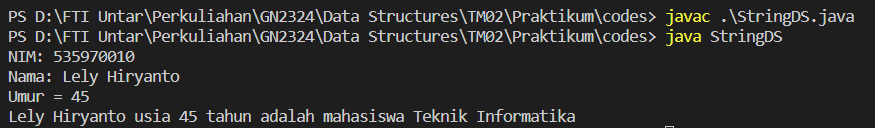 PS D:\FTI Untar\Perkuliahan\GN2324\Data Structures\TM02\Praktikum\codes> javac .\StringDS.java
PS D:\FTI Untar\Perkuliahan\GN2324\Data Structures\TM02\Praktikum\codes> java StringDS
NIM: 535970010
Nama: Lely Hiryanto
Umur = 45
Lely Hiryanto usia 45 tahun adalah mahasiswa Teknik Informatika